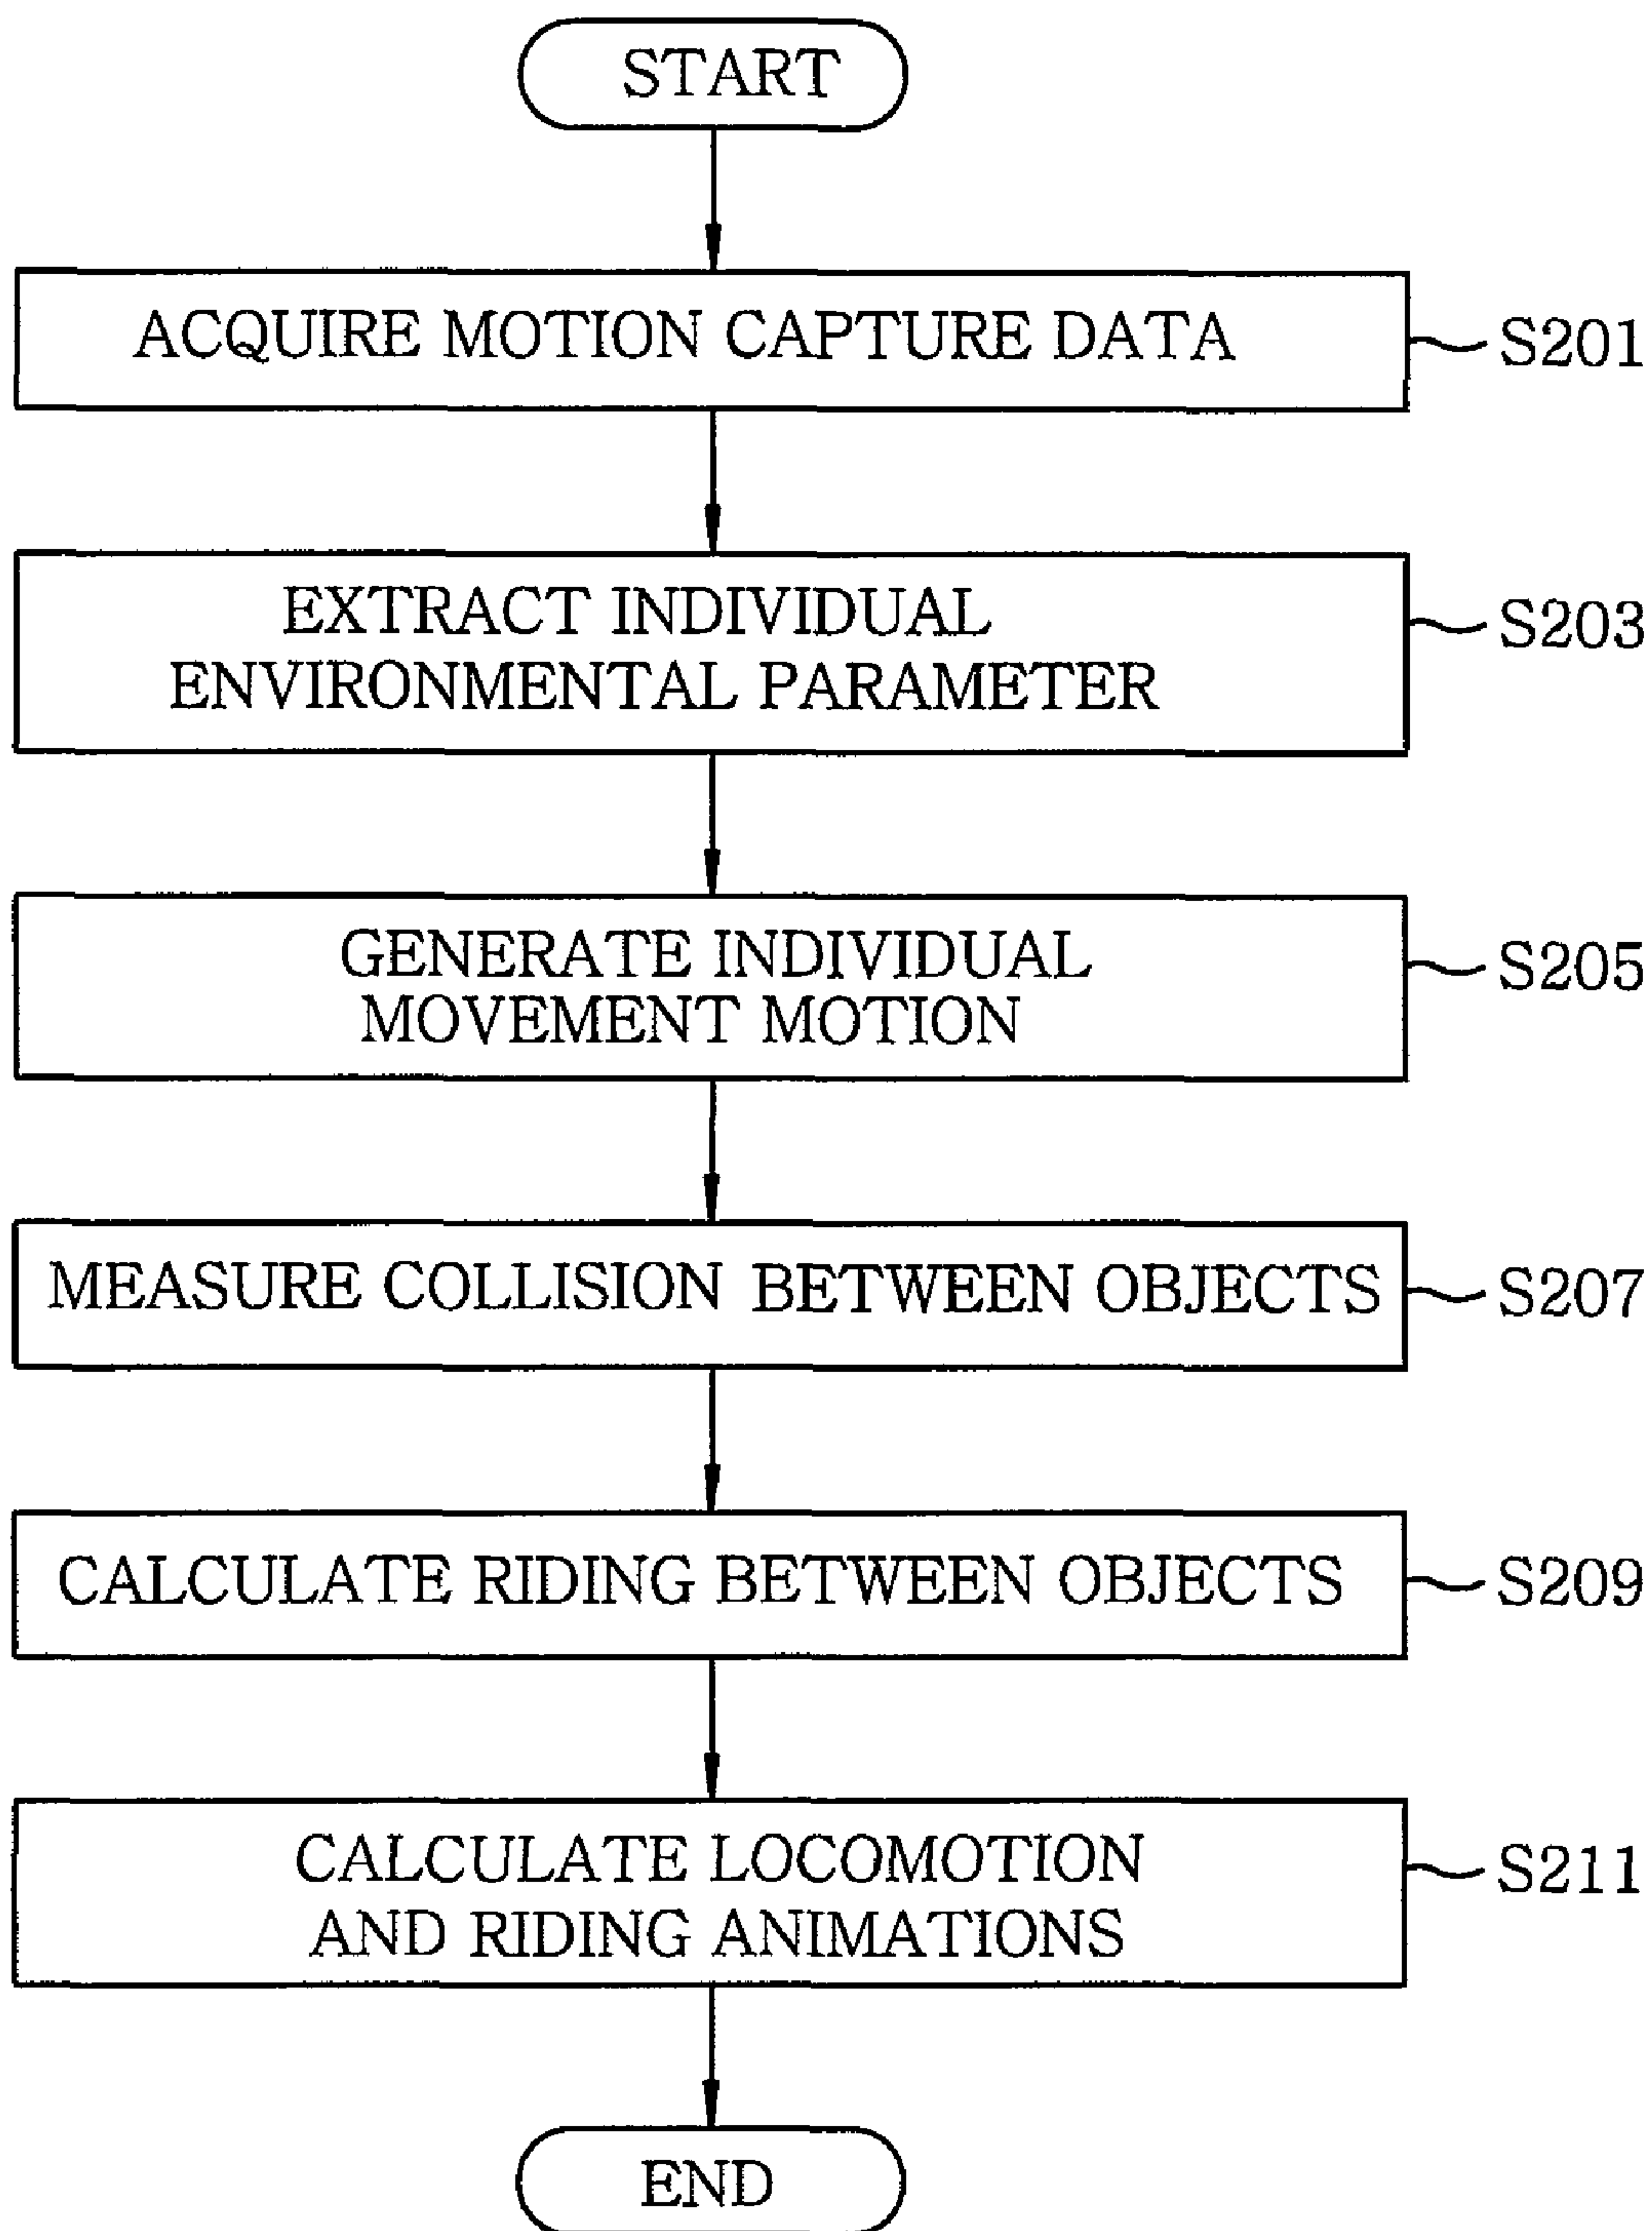 START
ACQUIRE MOTION CAPTURE DATA
S201
EXTRACT INDIVIDUAL
ENVIRONMENTAL PARAMETER
S203
GENERATE INDIVIDUAL
MOVEMENT MOTION
S205
MEASURE COLLISION BETWEEN OBJECTS
S207
CALCULATE RIDING BETWEEN OBJECTS
S209
CALCULATE LOCOMOTION
AND RIDING ANIMATIONS
S211
END